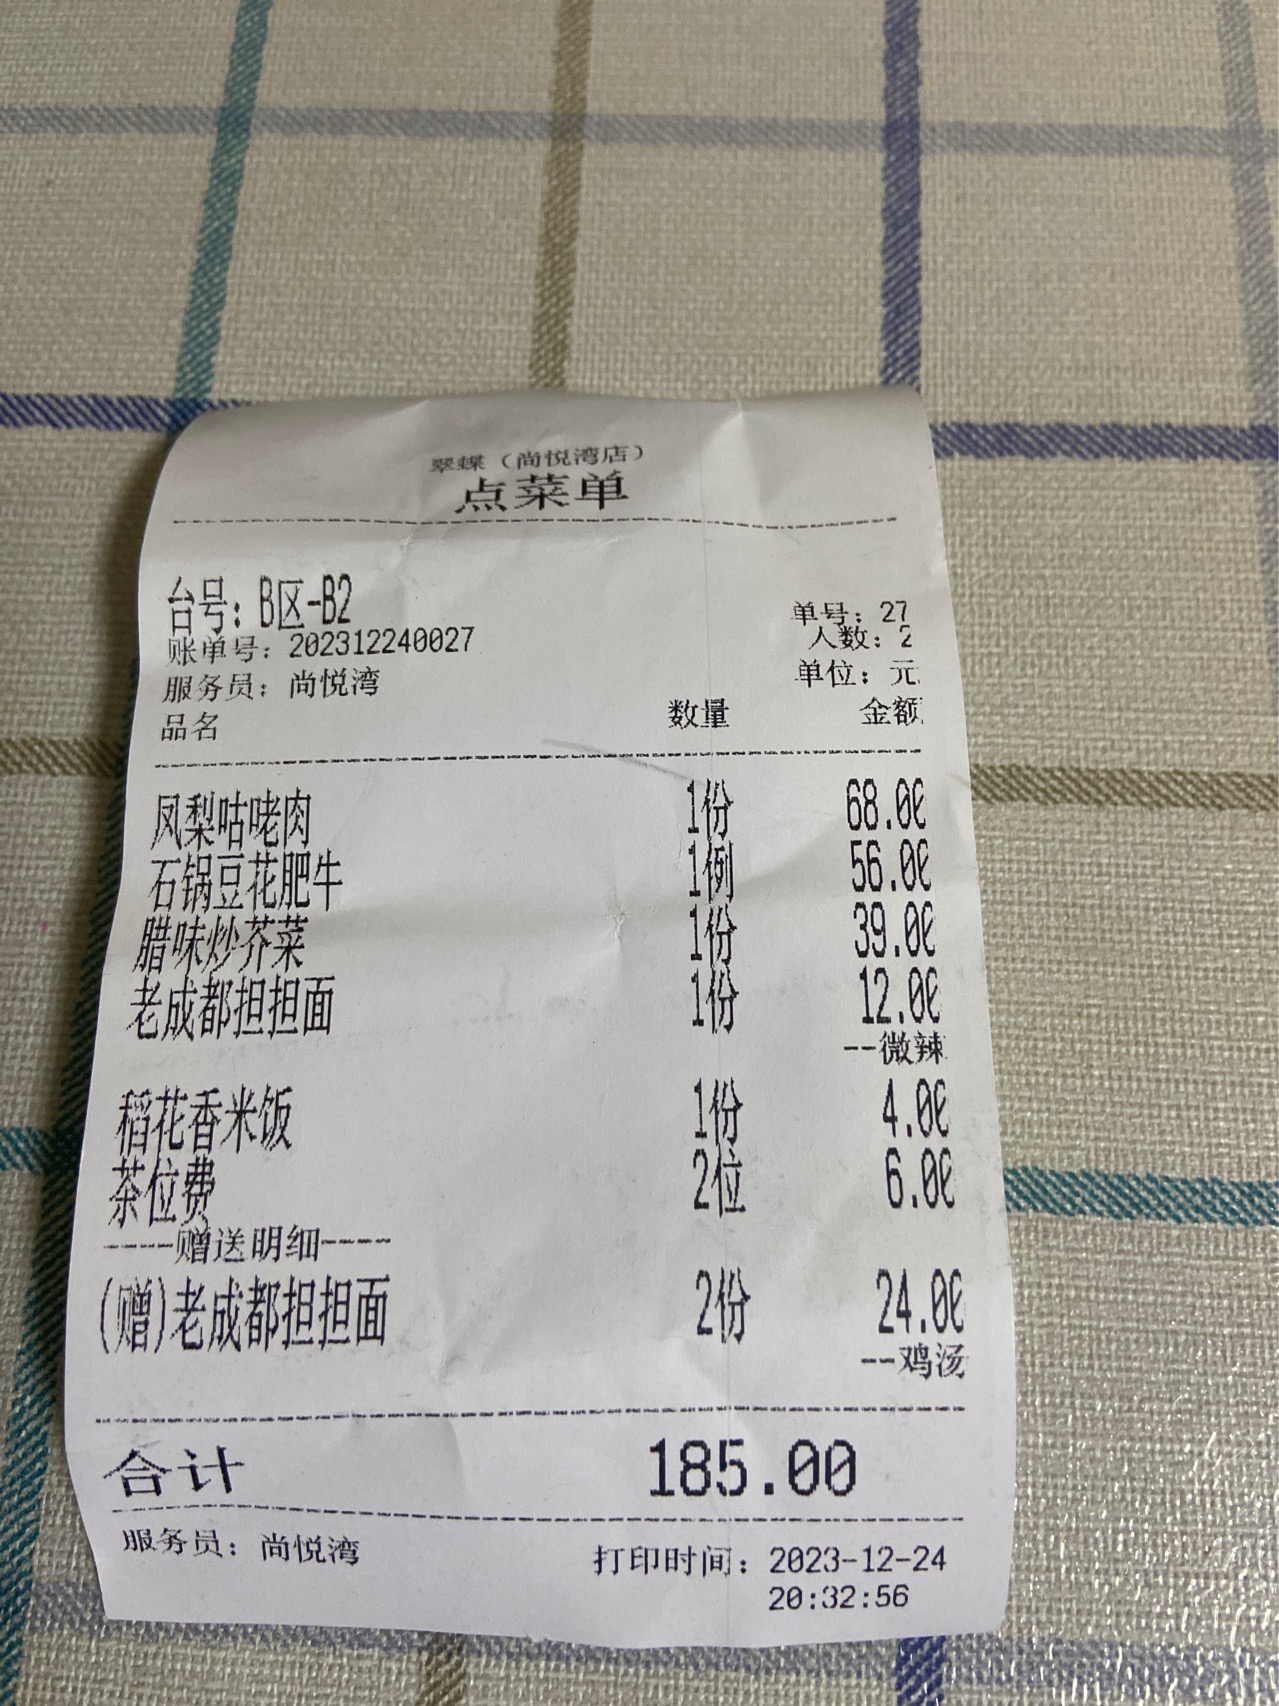 翠蝶（尚悦湾店）
点菜单
台号：B区-B2
单号：27
账单号：202312240027
人数：2
服务员：尚悦湾
单位：元
品名 数量 金额
凤梨咕咾肉 1份 68.00
石锅豆花肥牛 1例 56.00
腊味炒芥菜 1份 39.00
老成都担担面 1份 12.00
--微辣
稻花香米饭 1份 4.00
茶位费 2位 6.00
----赠送明细----
(赠)老成都担担面 2份 24.00
--鸡汤
合计 185.00
服务员：尚悦湾 打印时间：2023-12-24
20:32:56